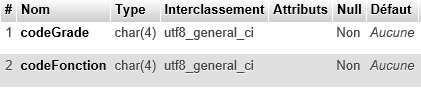 # Nom Type Interclassement Attributs Null Défaut
1 codeGrade char(4) utf8_general_ci Non Aucune
2 codeFonction char(4) utf8_general_ci Non Aucune